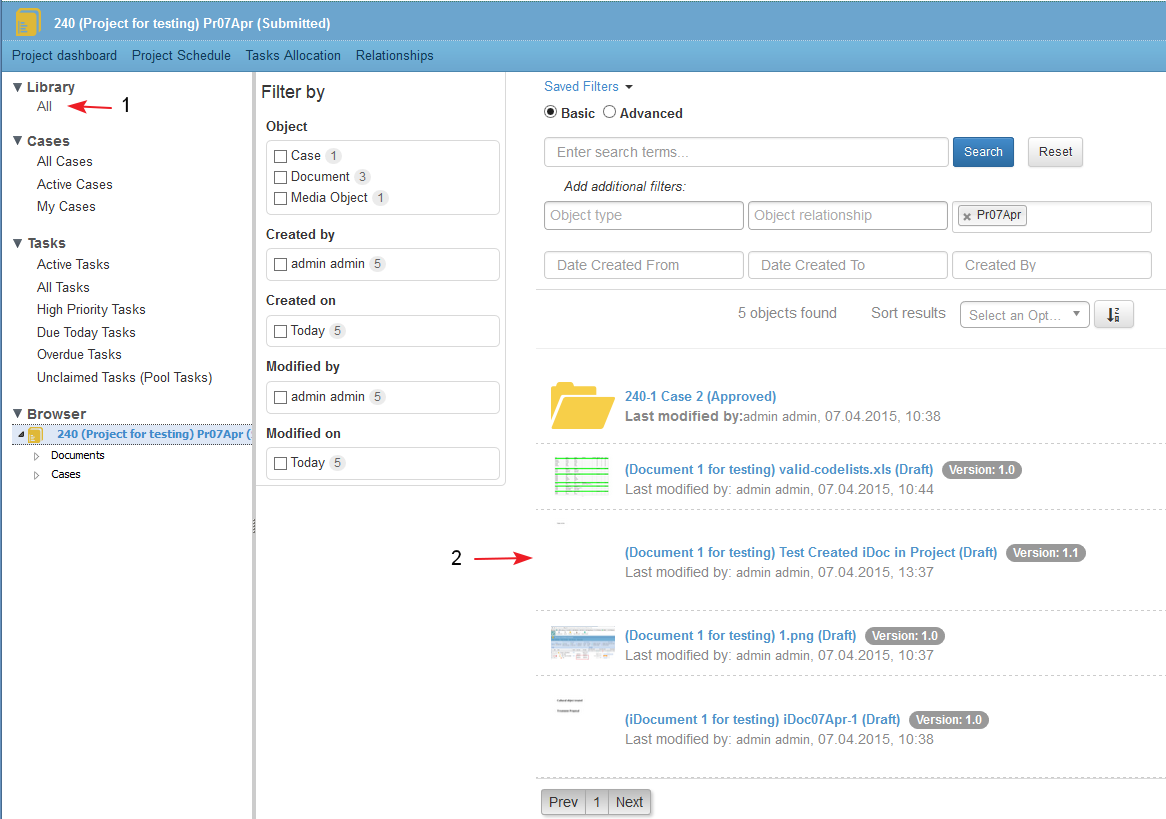 240 (Project for testing) Pr07Apr (Submitted)
Project dashboard Project Schedule Tasks Allocation Relationships
Library
All
1
Cases
All Cases
Active Cases
My Cases
Tasks
Active Tasks
All Tasks
High Priority Tasks
Due Today Tasks
Overdue Tasks
Unclaimed Tasks (Pool Tasks)
Browser
240 (Project for testing) Pr07Apr (
Documents
Cases
Filter by
Object
Case 1
Document 3
Media Object 1
Created by
admin admin 5
Created on
Today 5
Modified by
admin admin 5
Modified on
Today 5
Saved Filters
Basic Advanced
Enter search terms... Search Reset
Add additional filters:
Object type Object relationship Pr07Apr
Date Created From Date Created To Created By
5 objects found Sort results Select an Opt...
240-1 Case 2 (Approved)
Last modified by:admin admin, 07.04.2015, 10:38
(Document 1 for testing) valid-codelists.xls (Draft) Version: 1.0
Last modified by: admin admin, 07.04.2015, 10:44
2
(Document 1 for testing) Test Created iDoc in Project (Draft) Version: 1.1
Last modified by: admin admin, 07.04.2015, 13:37
(Document 1 for testing) 1.png (Draft) Version: 1.0
Last modified by: admin admin, 07.04.2015, 10:37
(iDocument 1 for testing) iDoc07Apr-1 (Draft) Version: 1.0
Last modified by: admin admin, 07.04.2015, 10:38
Prev 1 Next